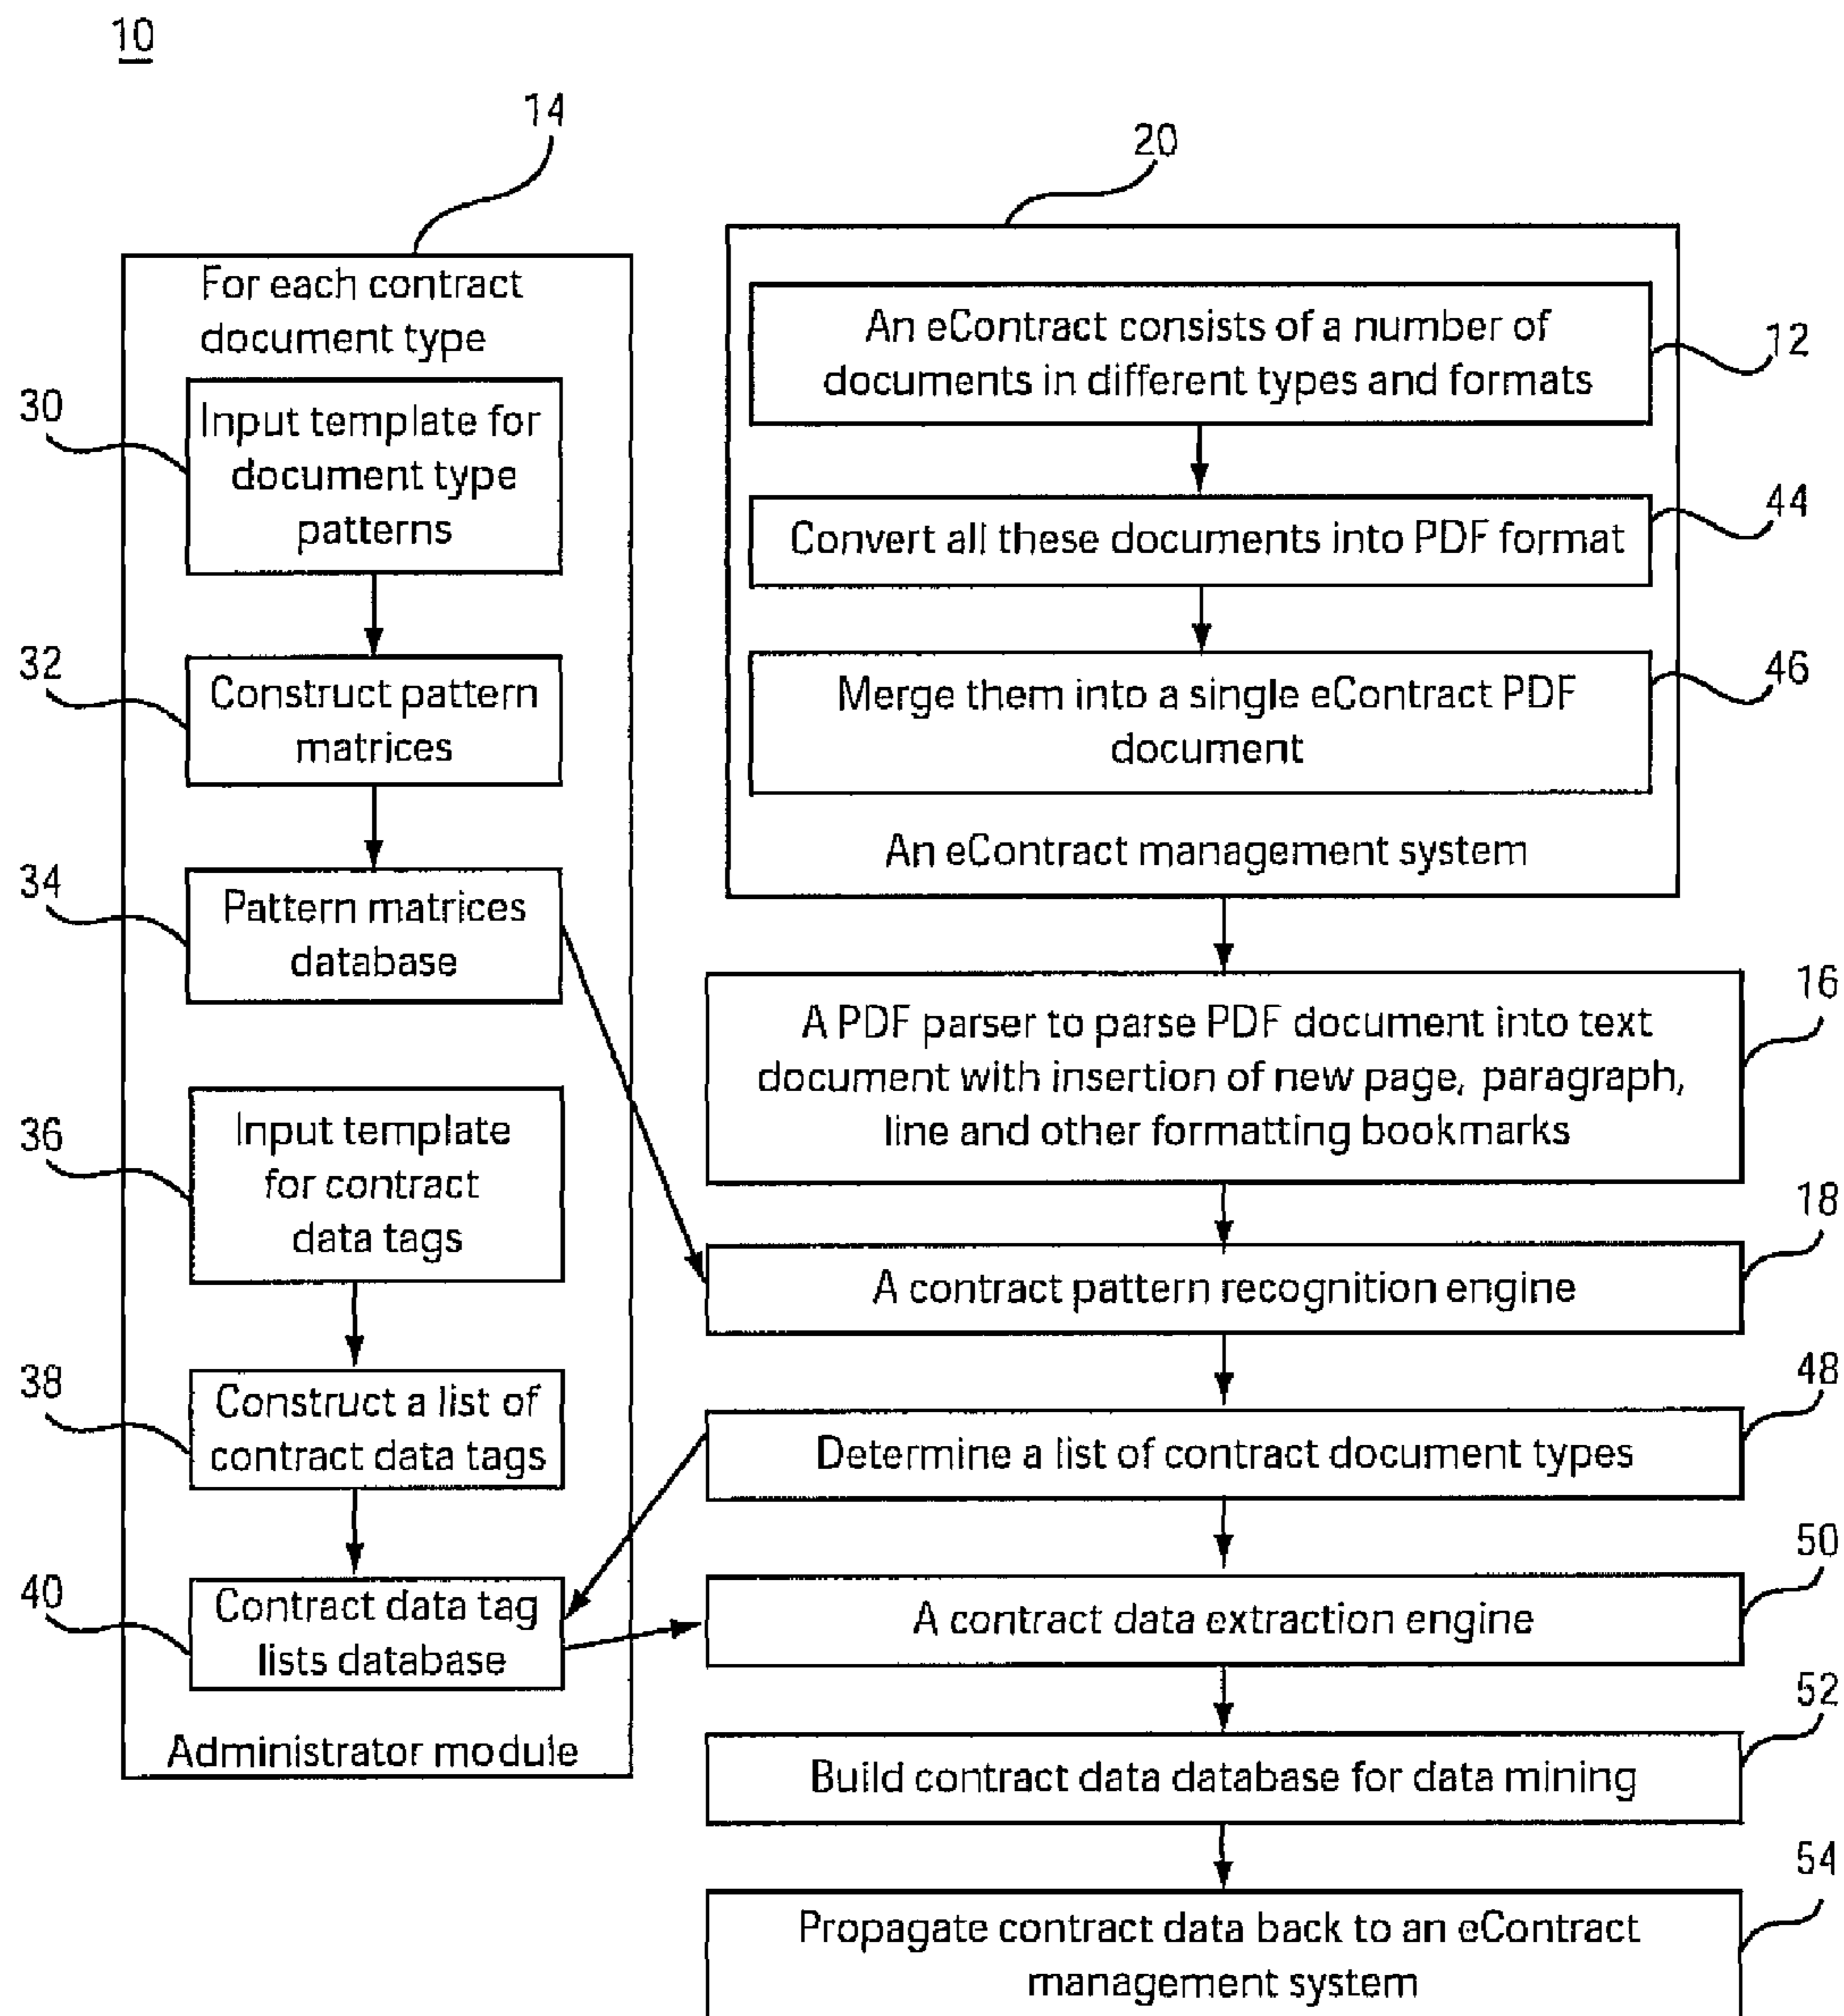 10
14
20
For each contract
document type
30
Input template for
document type
patterns
32
Construct pattern
matrices
34
Pattern matrices
database
36
Input template
for contract
data tags
38
Construct a list of
contract data tags
40
Contract data tag
lists database
Administrator module
An eContract consists of a number of
documents in different types and formats
12
Convert all these documents into PDF format
44
Merge them into a single eContract PDF
document
46
An eContract management system
A PDF parser to parse PDF document into text
document with insertion of new page, paragraph,
line and other formatting bookmarks
16
A contract pattern recognition engine
18
Determine a list of contract document types
48
A contract data extraction engine
50
Build contract data database for data mining
52
Propagate contract data back to an eContract
management system
54